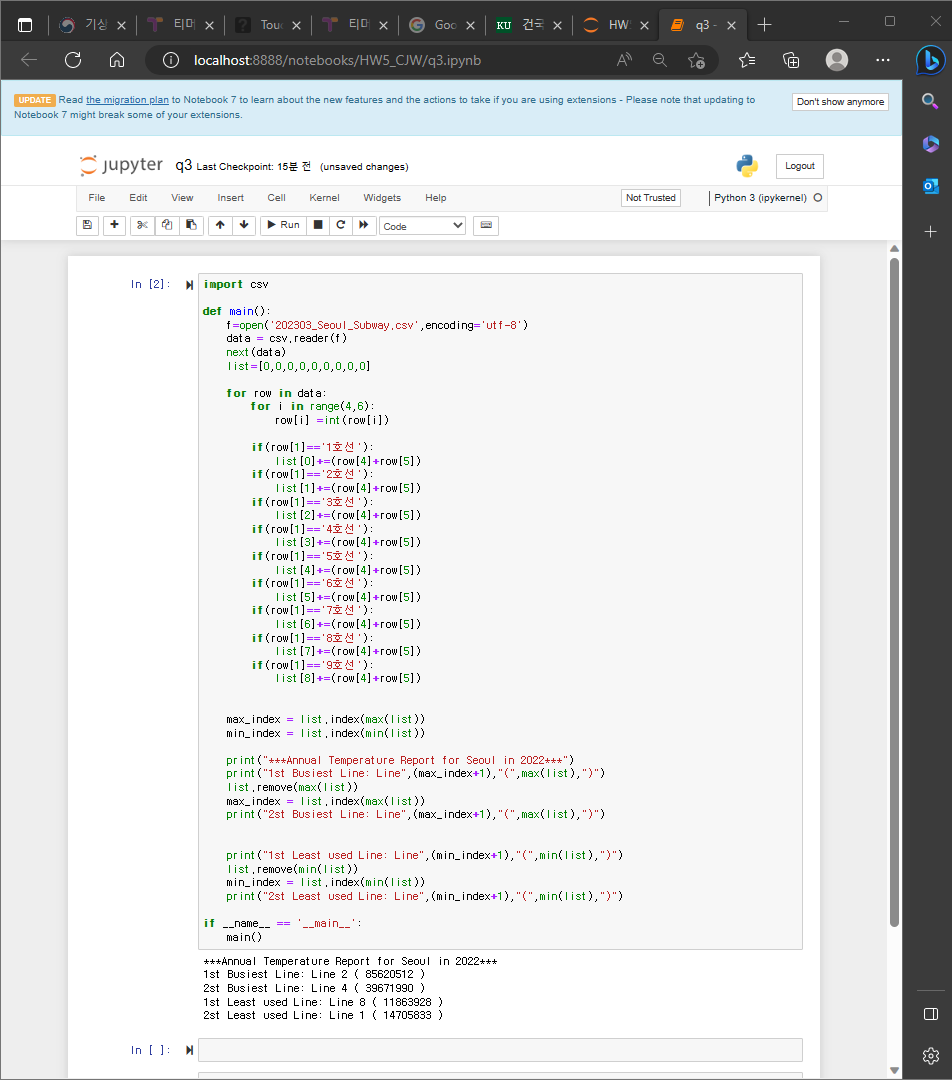 기상
티머
Touc
티머
Goo
KU 건국
HW!
q3 -
localhost:8888/notebooks/HW5_CJW/q3.ipynb
UPDATE Read the migration plan to Notebook 7 to learn about the new features and the actions to take if you are using extensions - Please note that updating to Notebook 7 might break some of your extensions.
Don't show anymore
jupyter q3 Last Checkpoint: 15분 전 (unsaved changes)
Logout
File Edit View Insert Cell Kernel Widgets Help
Not Trusted
Python 3 (ipykernel)
Run
Code
In [2]:
import csv
def main():
f=open('202303_Seoul_Subway.csv',encoding='utf-8')
data = csv.reader(f)
next(data)
list=[0,0,0,0,0,0,0,0,0]
for row in data:
for i in range(4,6):
row[i] =int(row[i])
if(row[1]=='1호선'):
list[0]+=(row[4]+row[5])
if(row[1]=='2호선'):
list[1]+=(row[4]+row[5])
if(row[1]=='3호선'):
list[2]+=(row[4]+row[5])
if(row[1]=='4호선'):
list[3]+=(row[4]+row[5])
if(row[1]=='5호선'):
list[4]+=(row[4]+row[5])
if(row[1]=='6호선'):
list[5]+=(row[4]+row[5])
if(row[1]=='7호선'):
list[6]+=(row[4]+row[5])
if(row[1]=='8호선'):
list[7]+=(row[4]+row[5])
if(row[1]=='9호선'):
list[8]+=(row[4]+row[5])
max_index = list.index(max(list))
min_index = list.index(min(list))
print("***Annual Temperature Report for Seoul in 2022***")
print("1st Busiest Line: Line",(max_index+1),"(",max(list),")")
list.remove(max(list))
max_index = list.index(max(list))
print("2st Busiest Line: Line",(max_index+1),"(",max(list),")")
print("1st Least used Line: Line",(min_index+1),"(",min(list),")")
list.remove(min(list))
min_index = list.index(min(list))
print("2st Least used Line: Line",(min_index+1),"(",min(list),")")
if __name__ == '__main__':
main()
***Annual Temperature Report for Seoul in 2022***
1st Busiest Line: Line 2 ( 85620512 )
2st Busiest Line: Line 4 ( 39671990 )
1st Least used Line: Line 8 ( 11863928 )
2st Least used Line: Line 1 ( 14705833 )
In [ ]: